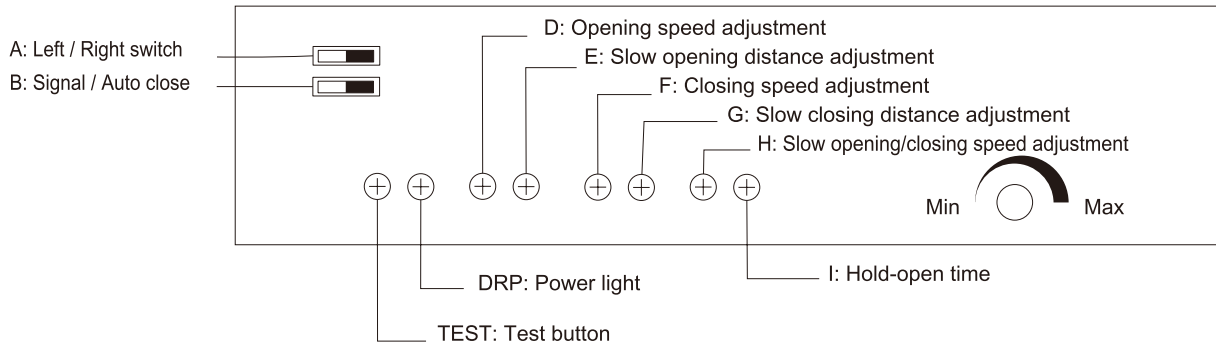 D: Opening speed adjustment
A: Left / Right switch
E: Slow opening distance adjustment
B: Signal / Auto close
F: Closing speed adjustment
G: Slow closing distance adjustment
H: Slow opening/closing speed adjustment
Min
Max
I: Hold-open time
DRP: Power light
TEST: Test button